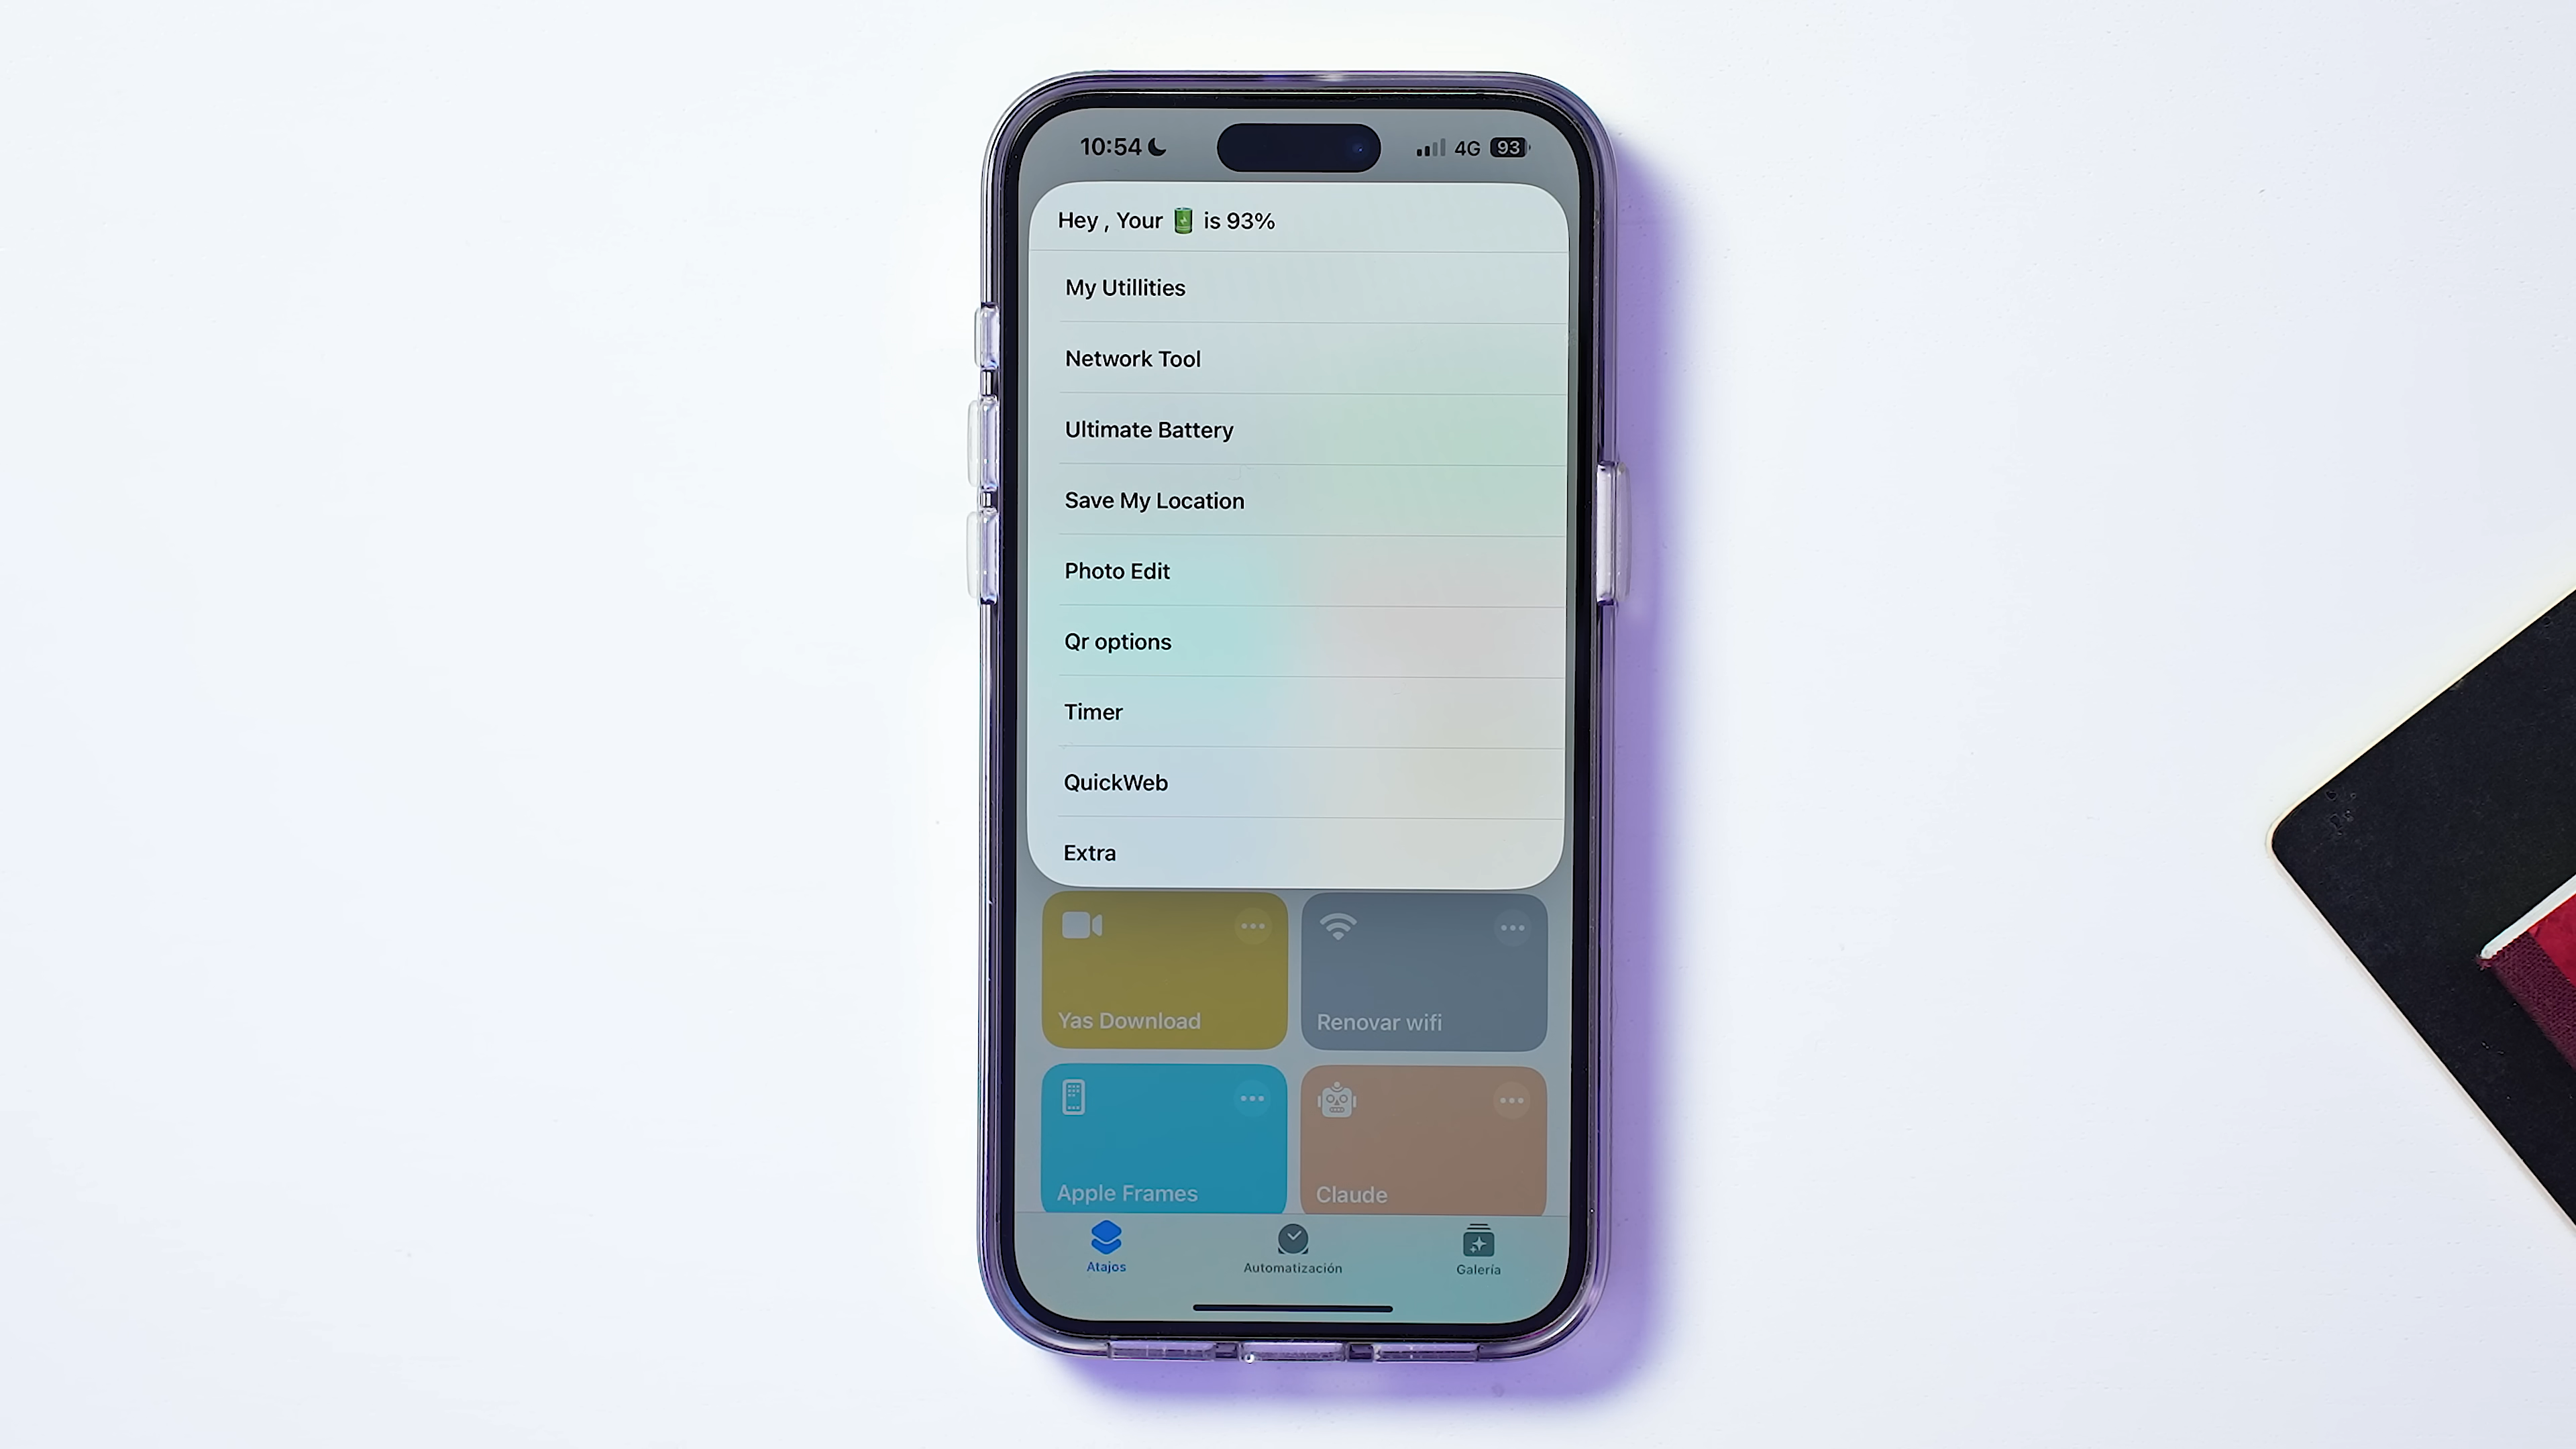 10:54 4G 93
Hey , Your 🔋 is 93%
My Utillities
Network Tool
Ultimate Battery
Save My Location
Photo Edit
Qr options
Timer
QuickWeb
Extra
Yas Download
Renovar wifi
Apple Frames
Claude
Atajos
Automatización
Galería